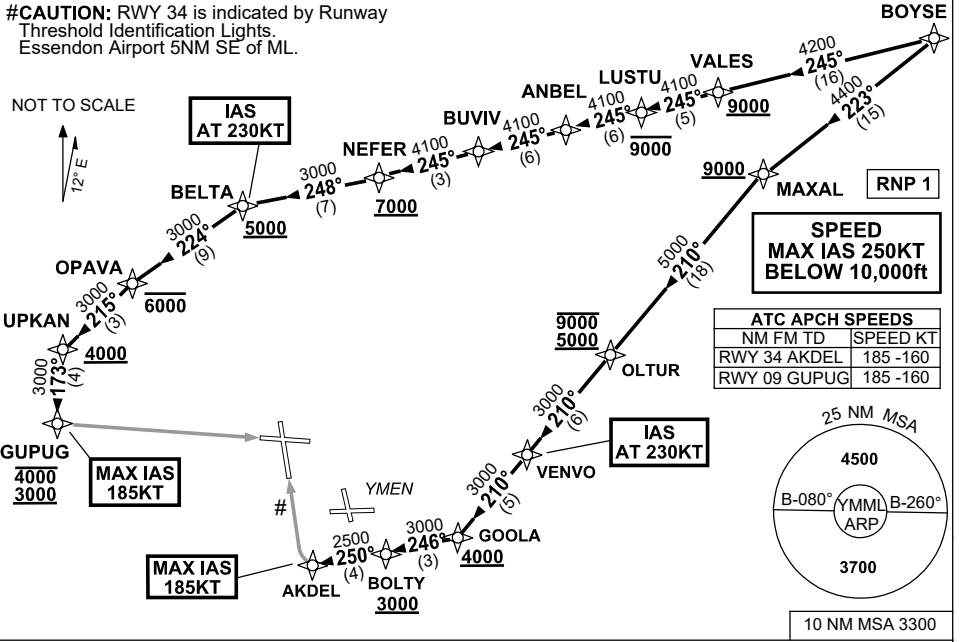 #CAUTION: RWY 34 is indicated by Runway
Threshold Identification Lights.
Essendon Airport 5NM SE of ML.
NOT TO SCALE
12° E
BOYSE
4200
245°
(16)
VALES
9000
4100
245°
(5)
LUSTU
9000
4100
245°
(6)
ANBEL
4100
245°
(6)
BUVIV
4100
245°
(3)
NEFER
7000
3000
248°
(7)
IAS
AT 230KT
BELTA
5000
3000
224°
(9)
OPAVA
6000
3000
215°
(3)
UPKAN
4000
3000
173°
(4)
GUPUG
4000
3000
MAX IAS
185KT
4400
223°
(15)
9000
MAXAL
5000
210°
(18)
9000
5000
OLTUR
3000
210°
(6)
IAS
AT 230KT
VENVO
3000
210°
(5)
GOOLA
4000
3000
246°
(3)
BOLTY
3000
2500
250°
(4)
AKDEL
MAX IAS
185KT
#
YMEN
RNP 1
SPEED
MAX IAS 250KT
BELOW 10,000ft
ATC APCH SPEEDS
NM FM TD SPEED KT
RWY 34 AKDEL 185 -160
RWY 09 GUPUG 185 -160
25 NM MSA
4500
B-080° YMML B-260°
ARP
3700
10 NM MSA 3300